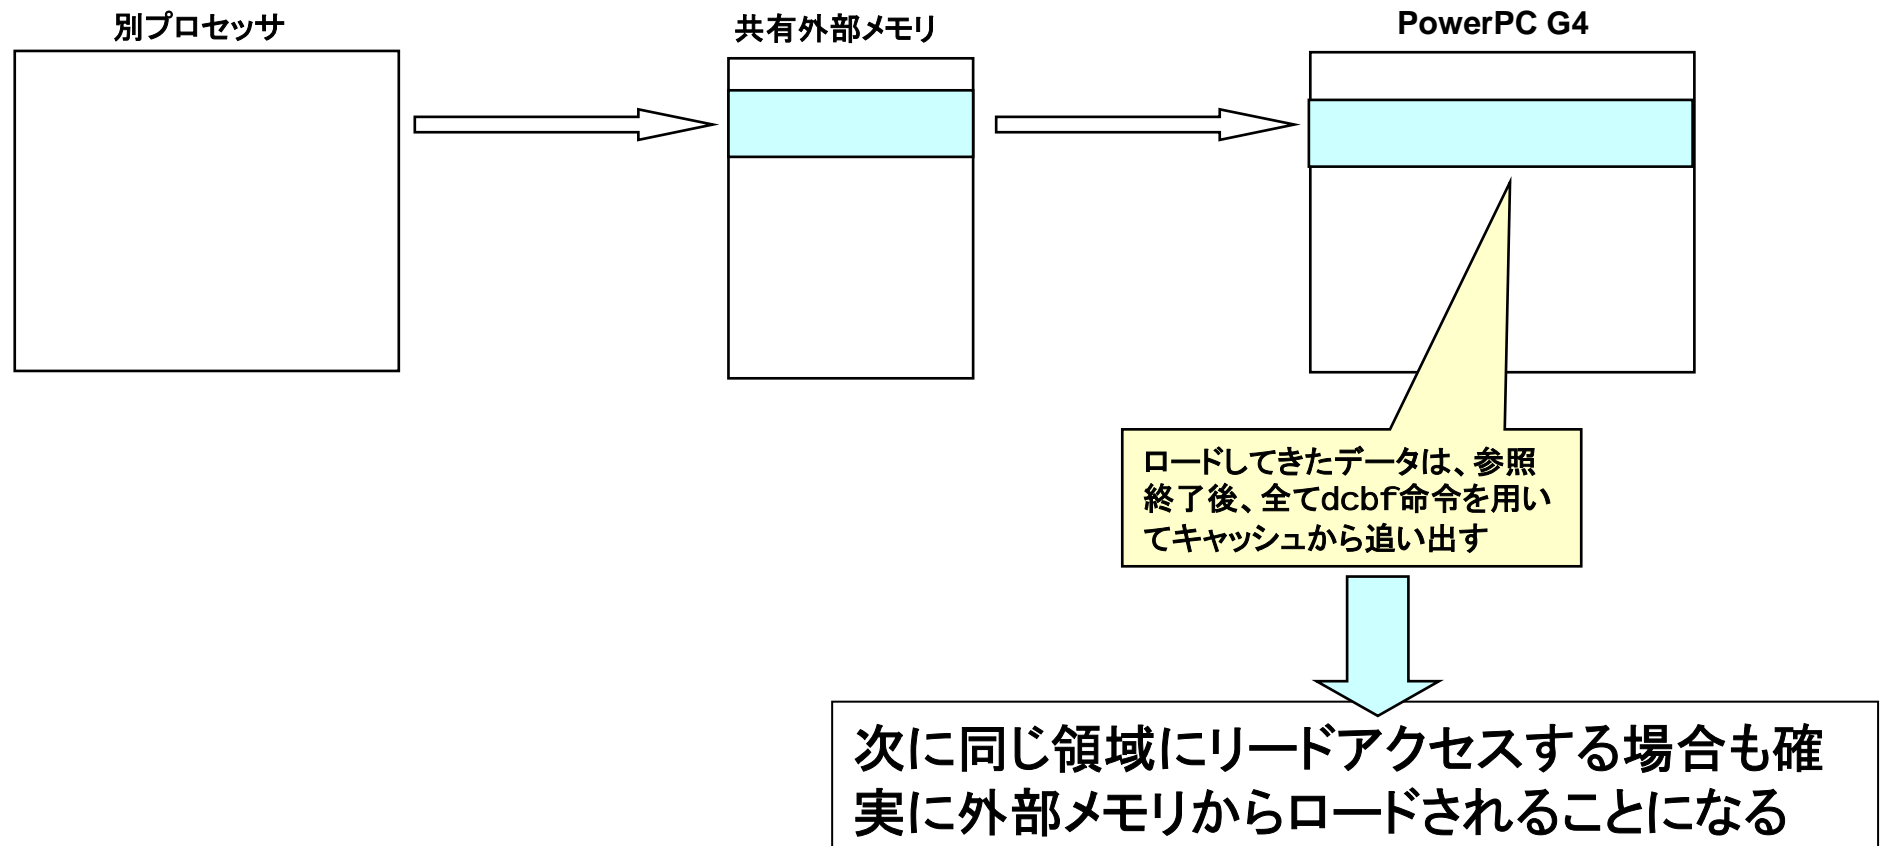 別プロセッサ
共有外部メモリ
PowerPC G4
ロードしてきたデータは、参照
終了後、全てdcbf命令を用い
てキャッシュから追い出す
次に同じ領域にリードアクセスする場合も確
実に外部メモリからロードされることになる